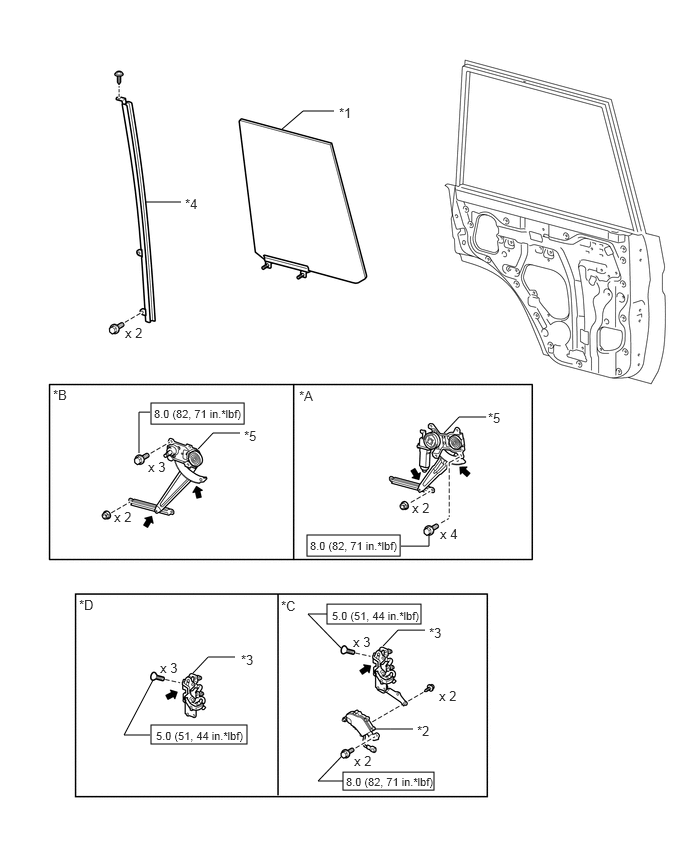 *1
*4
x 2
*B
8.0 (82, 71 in.*lbf)
*5
x 3
x 2
*A
*5
x 2
x 4
8.0 (82, 71 in.*lbf)
*D
*3
x 3
5.0 (51, 44 in.*lbf)
*C
5.0 (51, 44 in.*lbf)
x 3
*3
x 2
*2
x 2
8.0 (82, 71 in.*lbf)